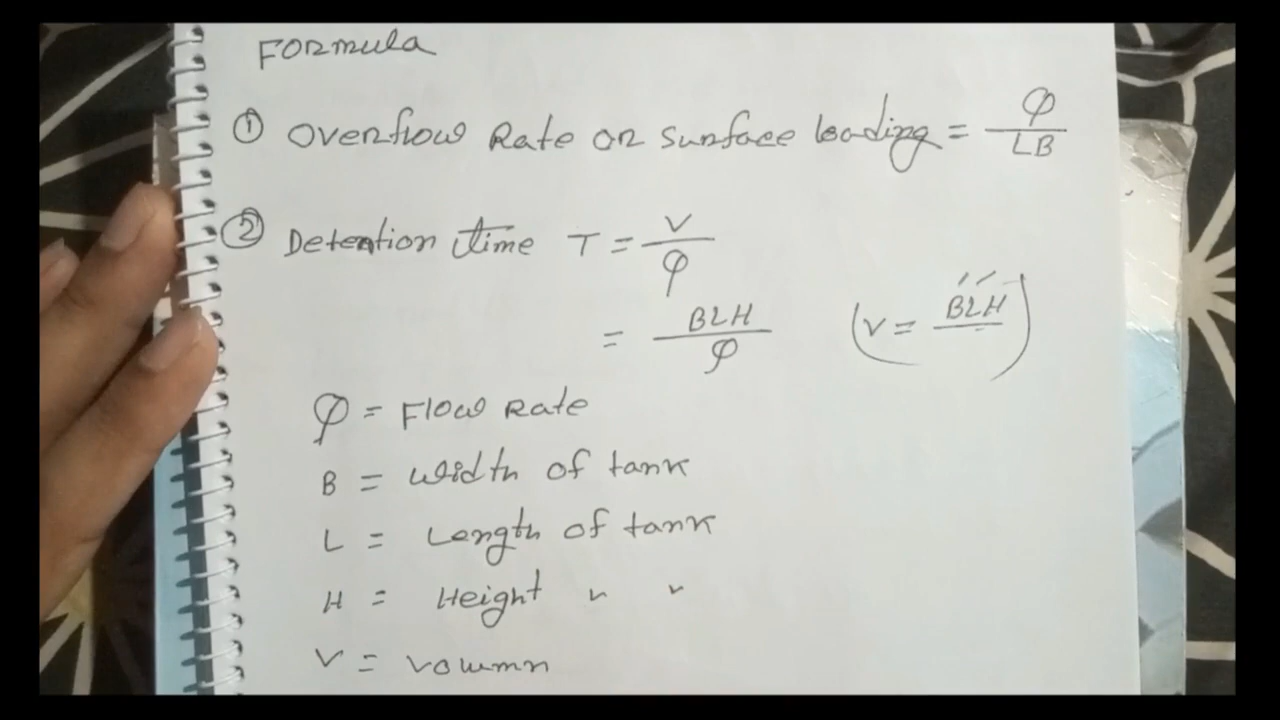 Formula
① Overflow Rate or surface loading = Q/LB
② Detention time T = V/Q
= BLH/Q (V = BLH)
Q = Flow Rate
B = width of tank
L = Length of tank
H = Height " "
V = Volumn